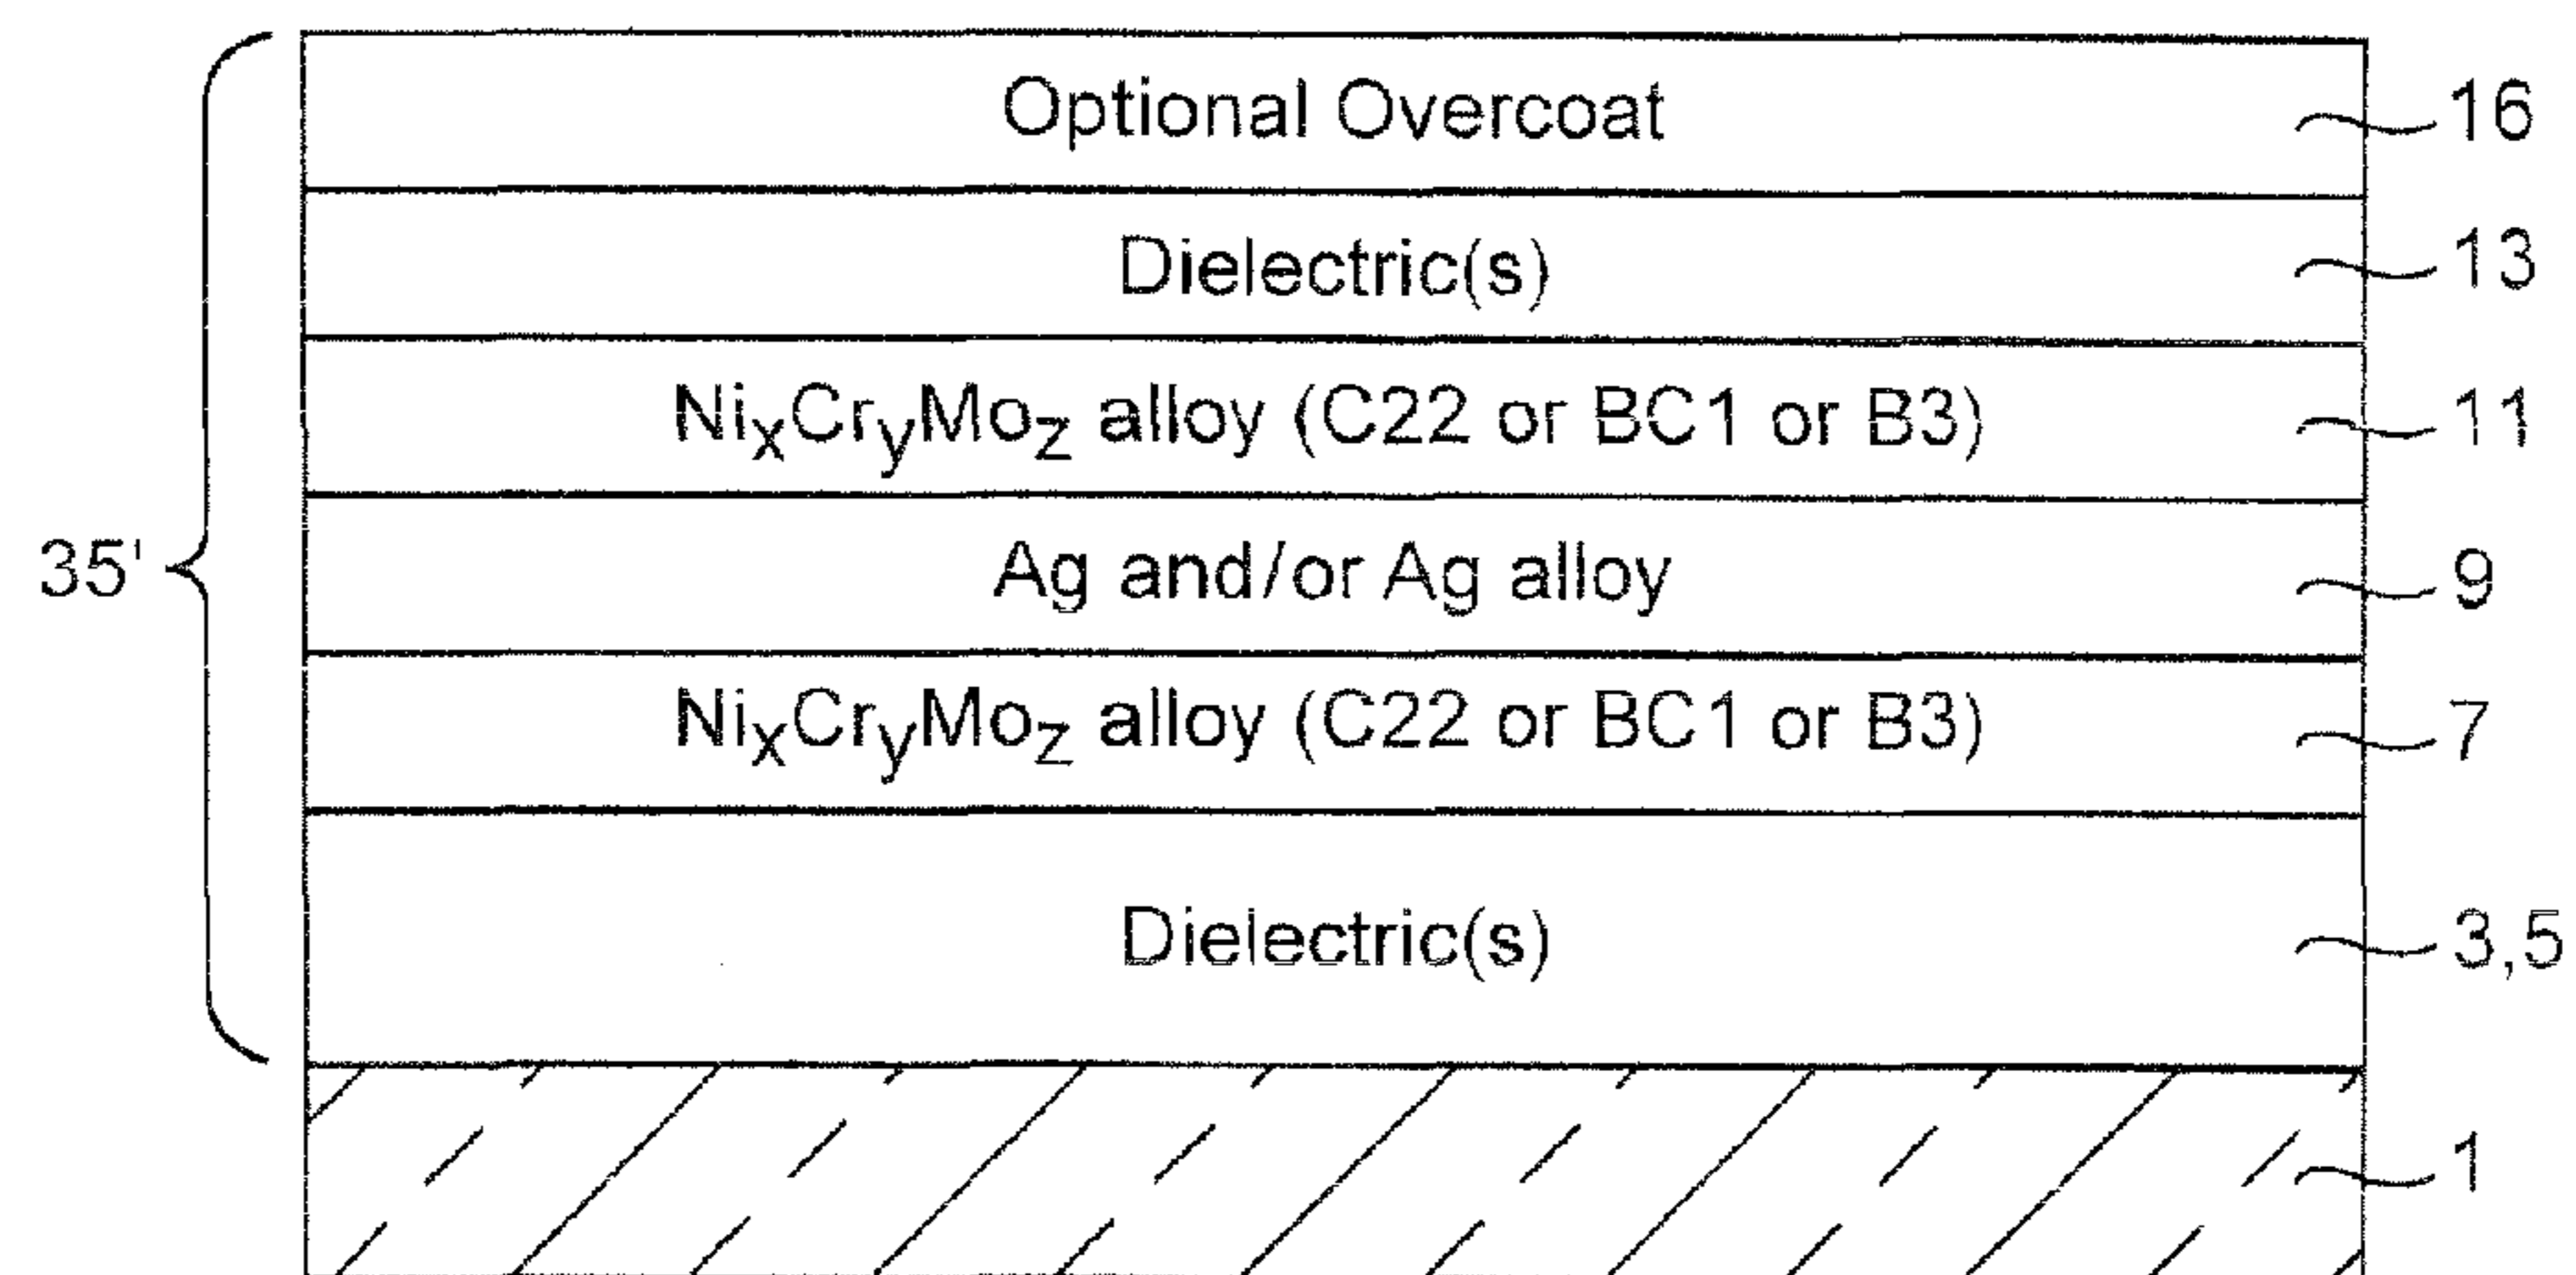 Optional Overcoat 16
Dielectric(s) 13
NixCryMoz alloy (C22 or BC1 or B3) 11
35' Ag and/or Ag alloy 9
NixCryMoz alloy (C22 or BC1 or B3) 7
Dielectric(s) 3,5
1